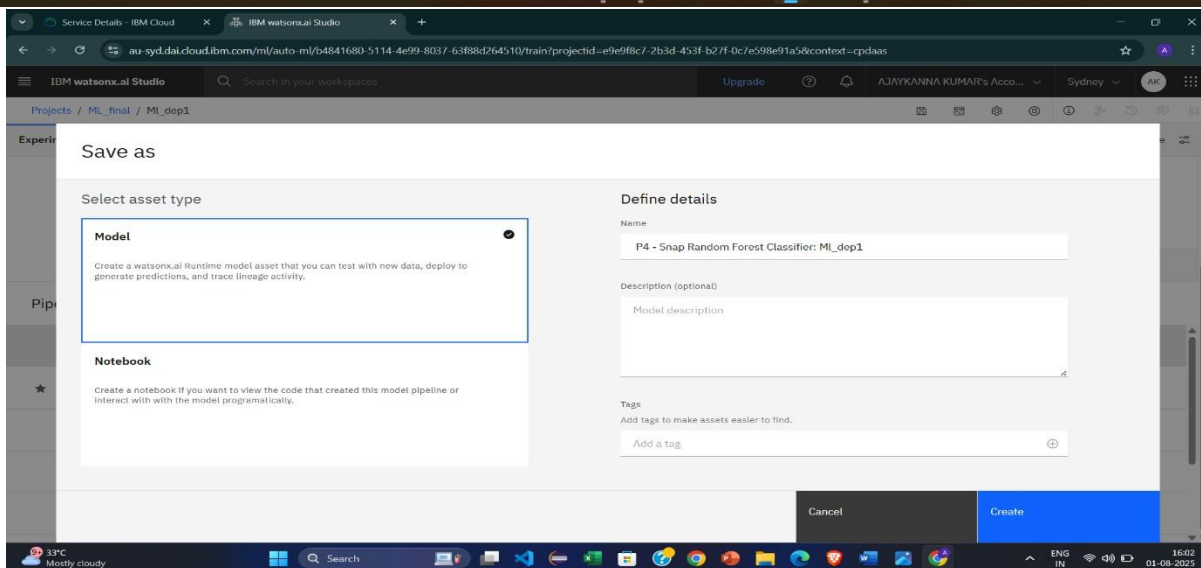 Service Details - IBM Cloud
IBM watsonx.ai Studio
au-syd.dai.cloud.ibm.com/ml/auto-ml/b4841680-5114-4e99-8037-63f88d264510/train?projectid=e9e9f8c7-2b3d-453f-b27f-0c7e598e91a5&context=cpdaas
A
IBM watsonx.ai Studio
Search in your workspaces
Upgrade
AJAYKANNA KUMAR's Acco...
Sydney
AK
Projects / ML_final / Ml_dep1
Experin
Save as
Select asset type
Model
Create a watsonx.ai Runtime model asset that you can test with new data, deploy to
generate predictions, and trace lineage activity.
Pipe
Notebook
Create a notebook if you want to view the code that created this model pipeline or
interact with with the model programatically.
Define details
Name
P4 - Snap Random Forest Classifier: Ml_dep1
Description (optional)
Model description
Tags
Add tags to make assets easier to find.
Add a tag
Cancel
Create
9+
33°C
Mostly cloudy
Search
ENG
IN
16:02
01-08-2025